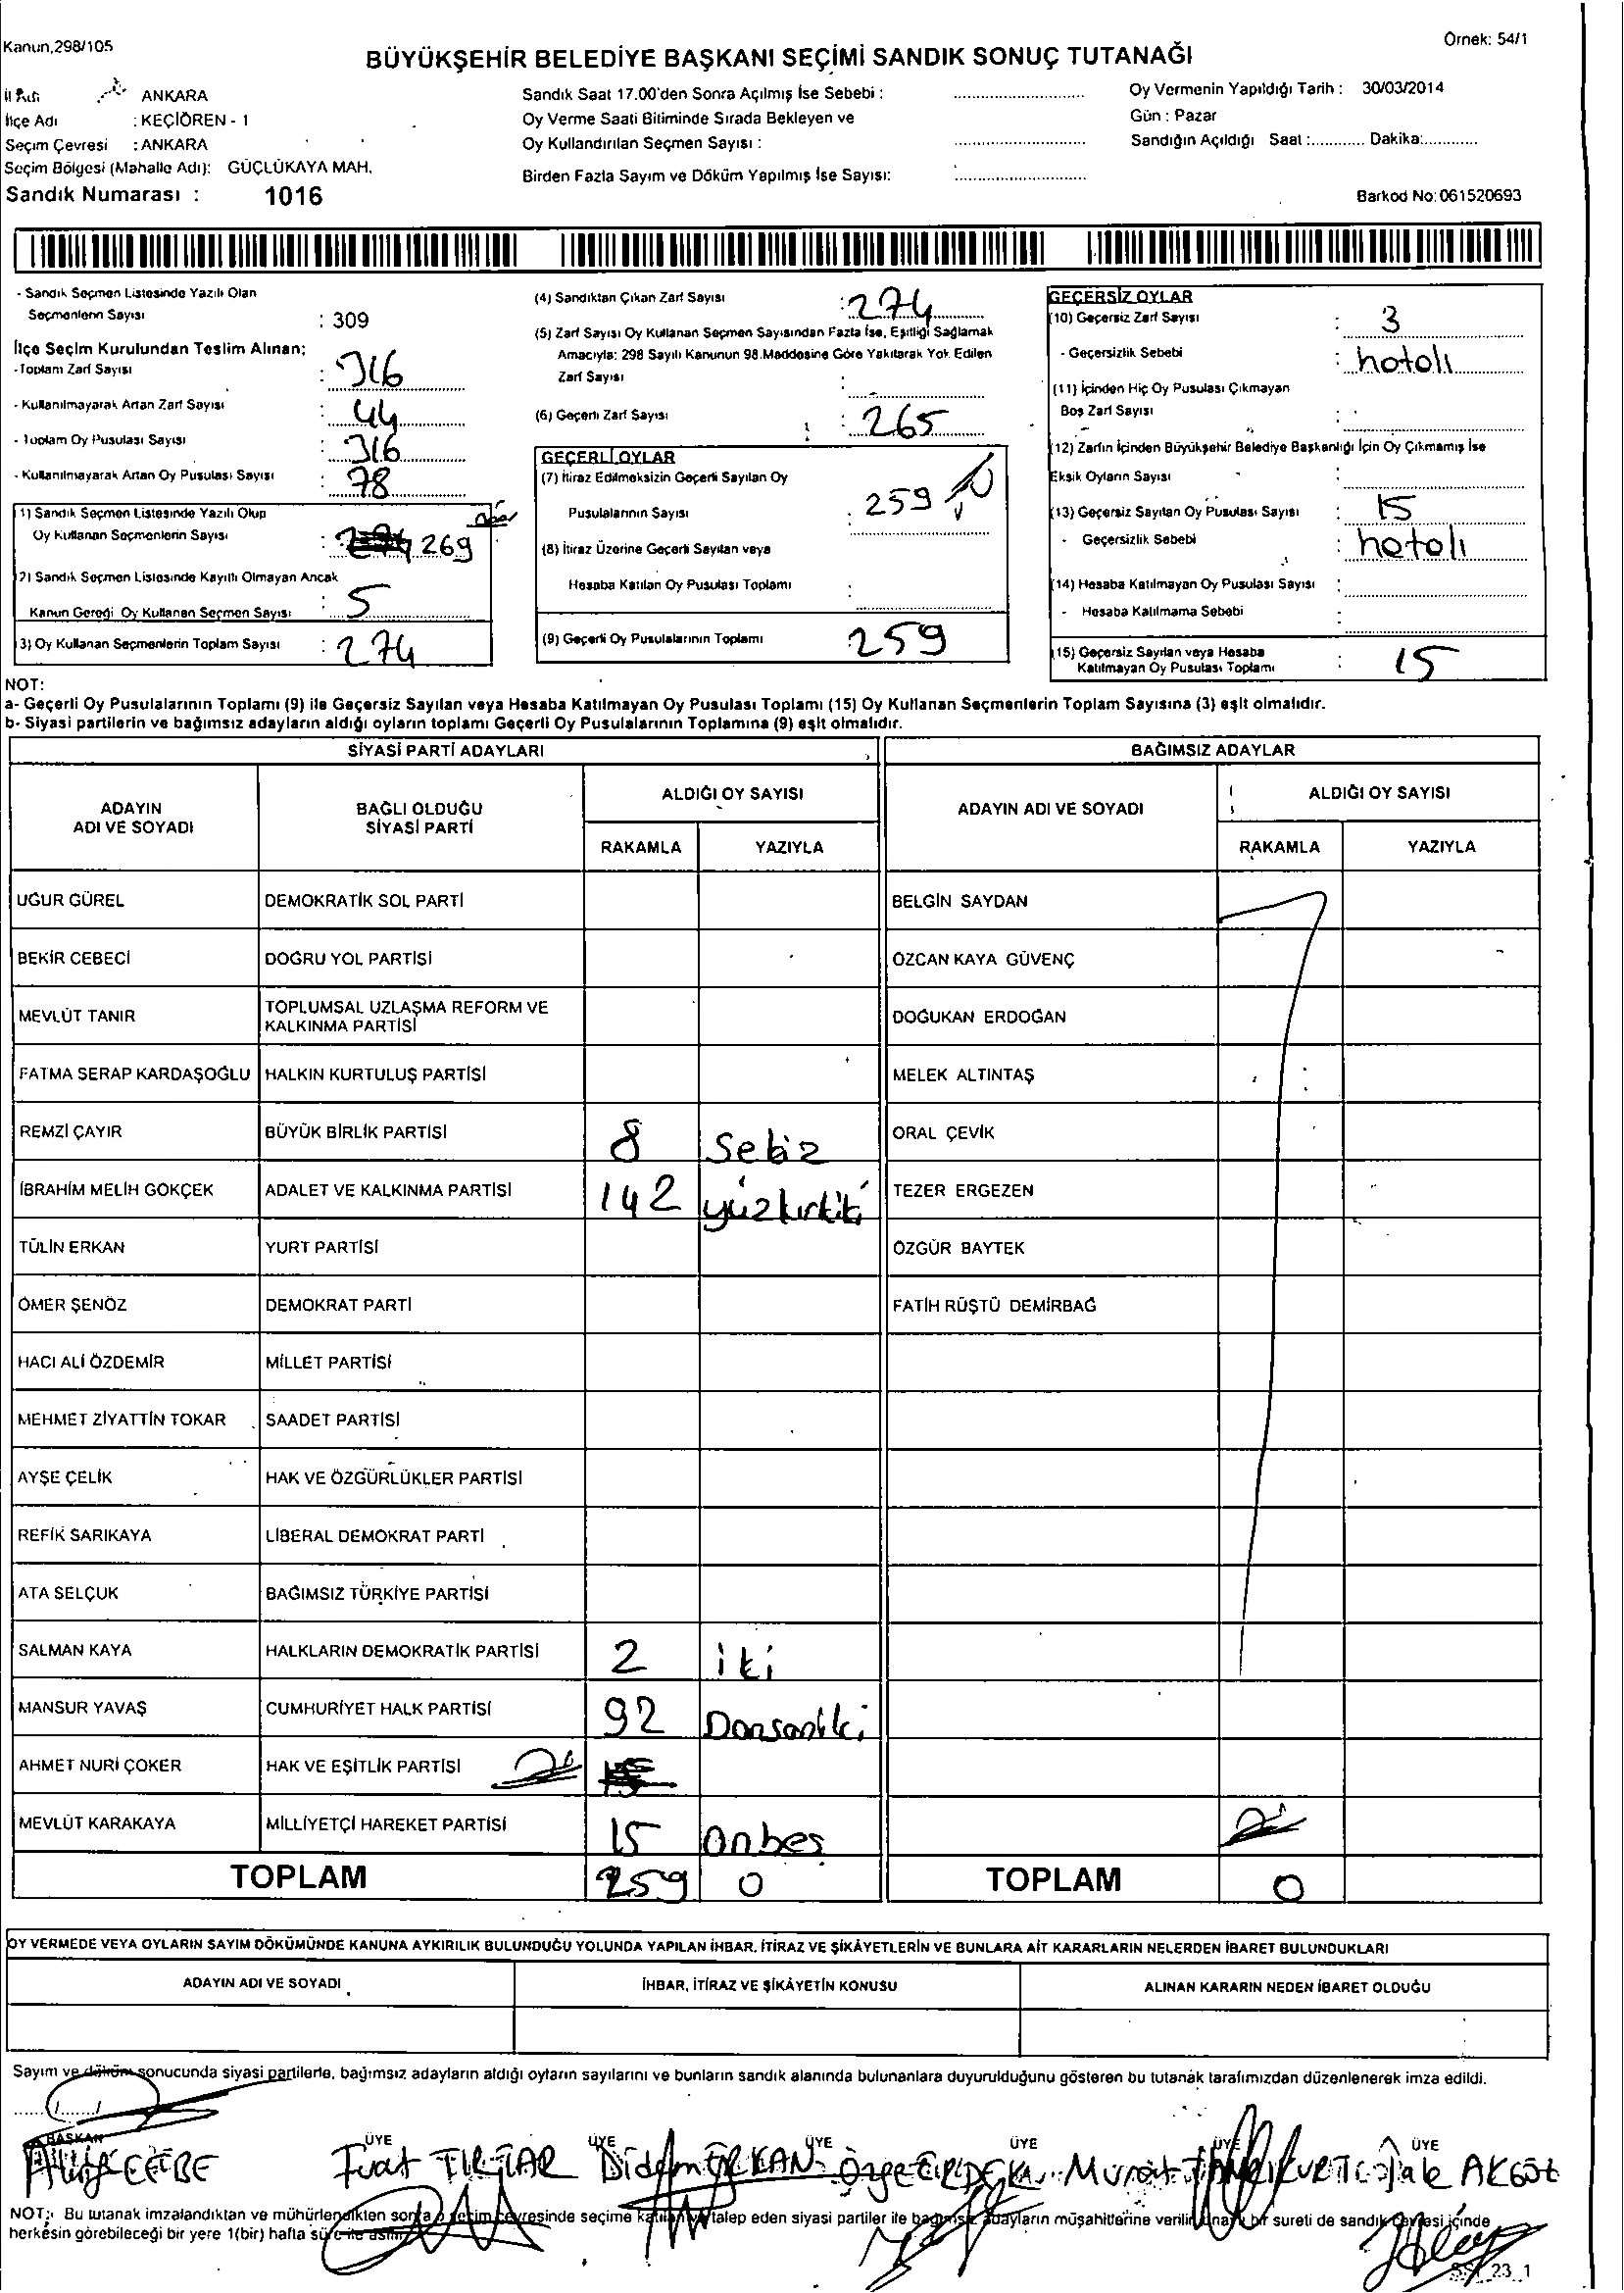 Kanun,298/105
Örnek: 54/1
BÜYÜKŞEHİR BELEDİYE BAŞKANI SEÇİMİ SANDIK SONUÇ TUTANAĞI
İl Adı ANKARA
İlçe Adı : KEÇİÖREN - 1
Seçim Çevresi : ANKARA
Seçim Bölgesi (Mahalle Adı): GÜÇLÜKAYA MAH.
Sandık Numarası : 1016
Sandık Saat 17.00'den Sonra Açılmış İse Sebebi :
Oy Verme Saati Bitiminde Sırada Bekleyen ve
Oy Kullandırılan Seçmen Sayısı :
Birden Fazla Sayım ve Döküm Yapılmış İse Sayısı:
Oy Vermenin Yapıldığı Tarih : 30/03/2014
Gün : Pazar
Sandığın Açıldığı Saat :............ Dakika:............
Barkod No: 061520693
- Sandık Seçmen Listesinde Yazılı Olan
Seçmenlerin Sayısı : 309
İlçe Seçim Kurulundan Teslim Alınan;
- Toplam Zarf Sayısı : 316
- Kullanılmayarak Artan Zarf Sayısı : 44
- Toplam Oy Pusulası Sayısı : 316
- Kullanılmayarak Artan Oy Pusulası Sayısı : 78
1) Sandık Seçmen Listesinde Yazılı Olup
Oy Kullanan Seçmenlerin Sayısı : 269
2) Sandık Seçmen Listesinde Kayıtlı Olmayan Ancak
Kanun Gereği Oy Kullanan Seçmen Sayısı : 5
3) Oy Kullanan Seçmenlerin Toplam Sayısı : 274
(4) Sandıktan Çıkan Zarf Sayısı : 274
(5) Zarf Sayısı Oy Kullanan Seçmen Sayısından Fazla İse, Eşitliği Sağlamak
Amacıyla; 298 Sayılı Kanunun 98.Maddesine Göre Yakılarak Yok Edilen
Zarf Sayısı :
(6) Geçerli Zarf Sayısı : 265
GEÇERLİ OYLAR
(7) İtiraz Edilmeksizin Geçerli Sayılan Oy
Pusulalarının Sayısı : 259
(8) İtiraz Üzerine Geçerli Sayılan veya
Hesaba Katılan Oy Pusulası Toplamı :
(9) Geçerli Oy Pusulalarının Toplamı : 259
GEÇERSİZ OYLAR
(10) Geçersiz Zarf Sayısı : 3
- Geçersizlik Sebebi : hatalı
(11) İçinden Hiç Oy Pusulası Çıkmayan
Boş Zarf Sayısı :
(12) Zarfın İçinden Büyükşehir Belediye Başkanlığı İçin Oy Çıkmamış İse
Eksik Oyların Sayısı :
(13) Geçersiz Sayılan Oy Pusulası Sayısı : 15
- Geçersizlik Sebebi : hatalı
(14) Hesaba Katılmayan Oy Pusulası Sayısı :
- Hesaba Katılmama Sebebi :
(15) Geçersiz Sayılan veya Hesaba
Katılmayan Oy Pusulası Toplamı : 15
NOT:
a- Geçerli Oy Pusulalarının Toplamı (9) ile Geçersiz Sayılan veya Hesaba Katılmayan Oy Pusulası Toplamı (15) Oy Kullanan Seçmenlerin Toplam Sayısına (3) eşit olmalıdır.
b- Siyasi partilerin ve bağımsız adayların aldığı oyların toplamı Geçerli Oy Pusulalarının Toplamına (9) eşit olmalıdır.
SİYASİ PARTİ ADAYLARI
BAĞIMSIZ ADAYLAR
ADAYIN ADI VE SOYADI
BAĞLI OLDUĞU SİYASİ PARTİ
ALDIĞI OY SAYISI
RAKAMLA YAZIYLA
ADAYIN ADI VE SOYADI
ALDIĞI OY SAYISI
RAKAMLA YAZIYLA
UĞUR GÜREL DEMOKRATİK SOL PARTİ BELGİN SAYDAN
BEKİR CEBECİ DOĞRU YOL PARTİSİ ÖZCAN KAYA GÜVENÇ
MEVLÜT TANIR TOPLUMSAL UZLAŞMA REFORM VE KALKINMA PARTİSİ DOĞUKAN ERDOĞAN
FATMA SERAP KARDAŞOĞLU HALKIN KURTULUŞ PARTİSİ MELEK ALTINTAŞ
REMZİ ÇAYIR BÜYÜK BİRLİK PARTİSİ 8 Sekiz ORAL ÇEVİK
İBRAHİM MELİH GÖKÇEK ADALET VE KALKINMA PARTİSİ 142 yüzkırkiki TEZER ERGEZEN
TÜLİN ERKAN YURT PARTİSİ ÖZGÜR BAYTEK
ÖMER ŞENÖZ DEMOKRAT PARTİ FATİH RÜŞTÜ DEMİRBAĞ
HACI ALİ ÖZDEMİR MİLLET PARTİSİ
MEHMET ZİYATTİN TOKAR SAADET PARTİSİ
AYŞE ÇELİK HAK VE ÖZGÜRLÜKLER PARTİSİ
REFİK SARIKAYA LİBERAL DEMOKRAT PARTİ
ATA SELÇUK BAĞIMSIZ TÜRKİYE PARTİSİ
SALMAN KAYA HALKLARIN DEMOKRATİK PARTİSİ 2 iki
MANSUR YAVAŞ CUMHURİYET HALK PARTİSİ 92 Doksaniki
AHMET NURİ ÇOKER HAK VE EŞİTLİK PARTİSİ
MEVLÜT KARAKAYA MİLLİYETÇİ HAREKET PARTİSİ 15 Onbeş
TOPLAM 259 0 TOPLAM 0
OY VERMEDE VEYA OYLARIN SAYIM DÖKÜMÜNDE KANUNA AYKIRILIK BULUNDUĞU YOLUNDA YAPILAN İHBAR, İTİRAZ VE ŞİKÂYETLERİN VE BUNLARA AİT KARARLARIN NELERDEN İBARET BULUNDUKLARI
ADAYIN ADI VE SOYADI İHBAR, İTİRAZ VE ŞİKÂYETİN KONUSU ALINAN KARARIN NEDEN İBARET OLDUĞU
Sayım ve döküm sonucunda siyasi partilerle, bağımsız adayların aldığı oyların sayılarını ve bunların sandık alanında bulunanlara duyurulduğunu gösteren bu tutanak tarafımızdan düzenlenerek imza edildi.
BAŞKAN ÜYE ÜYE ÜYE ÜYE ÜYE ÜYE
Fuat Didem ERKAN Özge Murat TANRIKURT Jale AKGÖL
NOT: Bu tutanak imzalandıktan ve mühürlendikten sonra o seçim çevresinde seçime katılan ve talep eden siyasi partiler ile bağımsız adayların müşahitlerine verilir. bir sureti de sandık çevresi içinde
herkesin görebileceği bir yere 1(bir) hafta süre ile asılır.
23_1